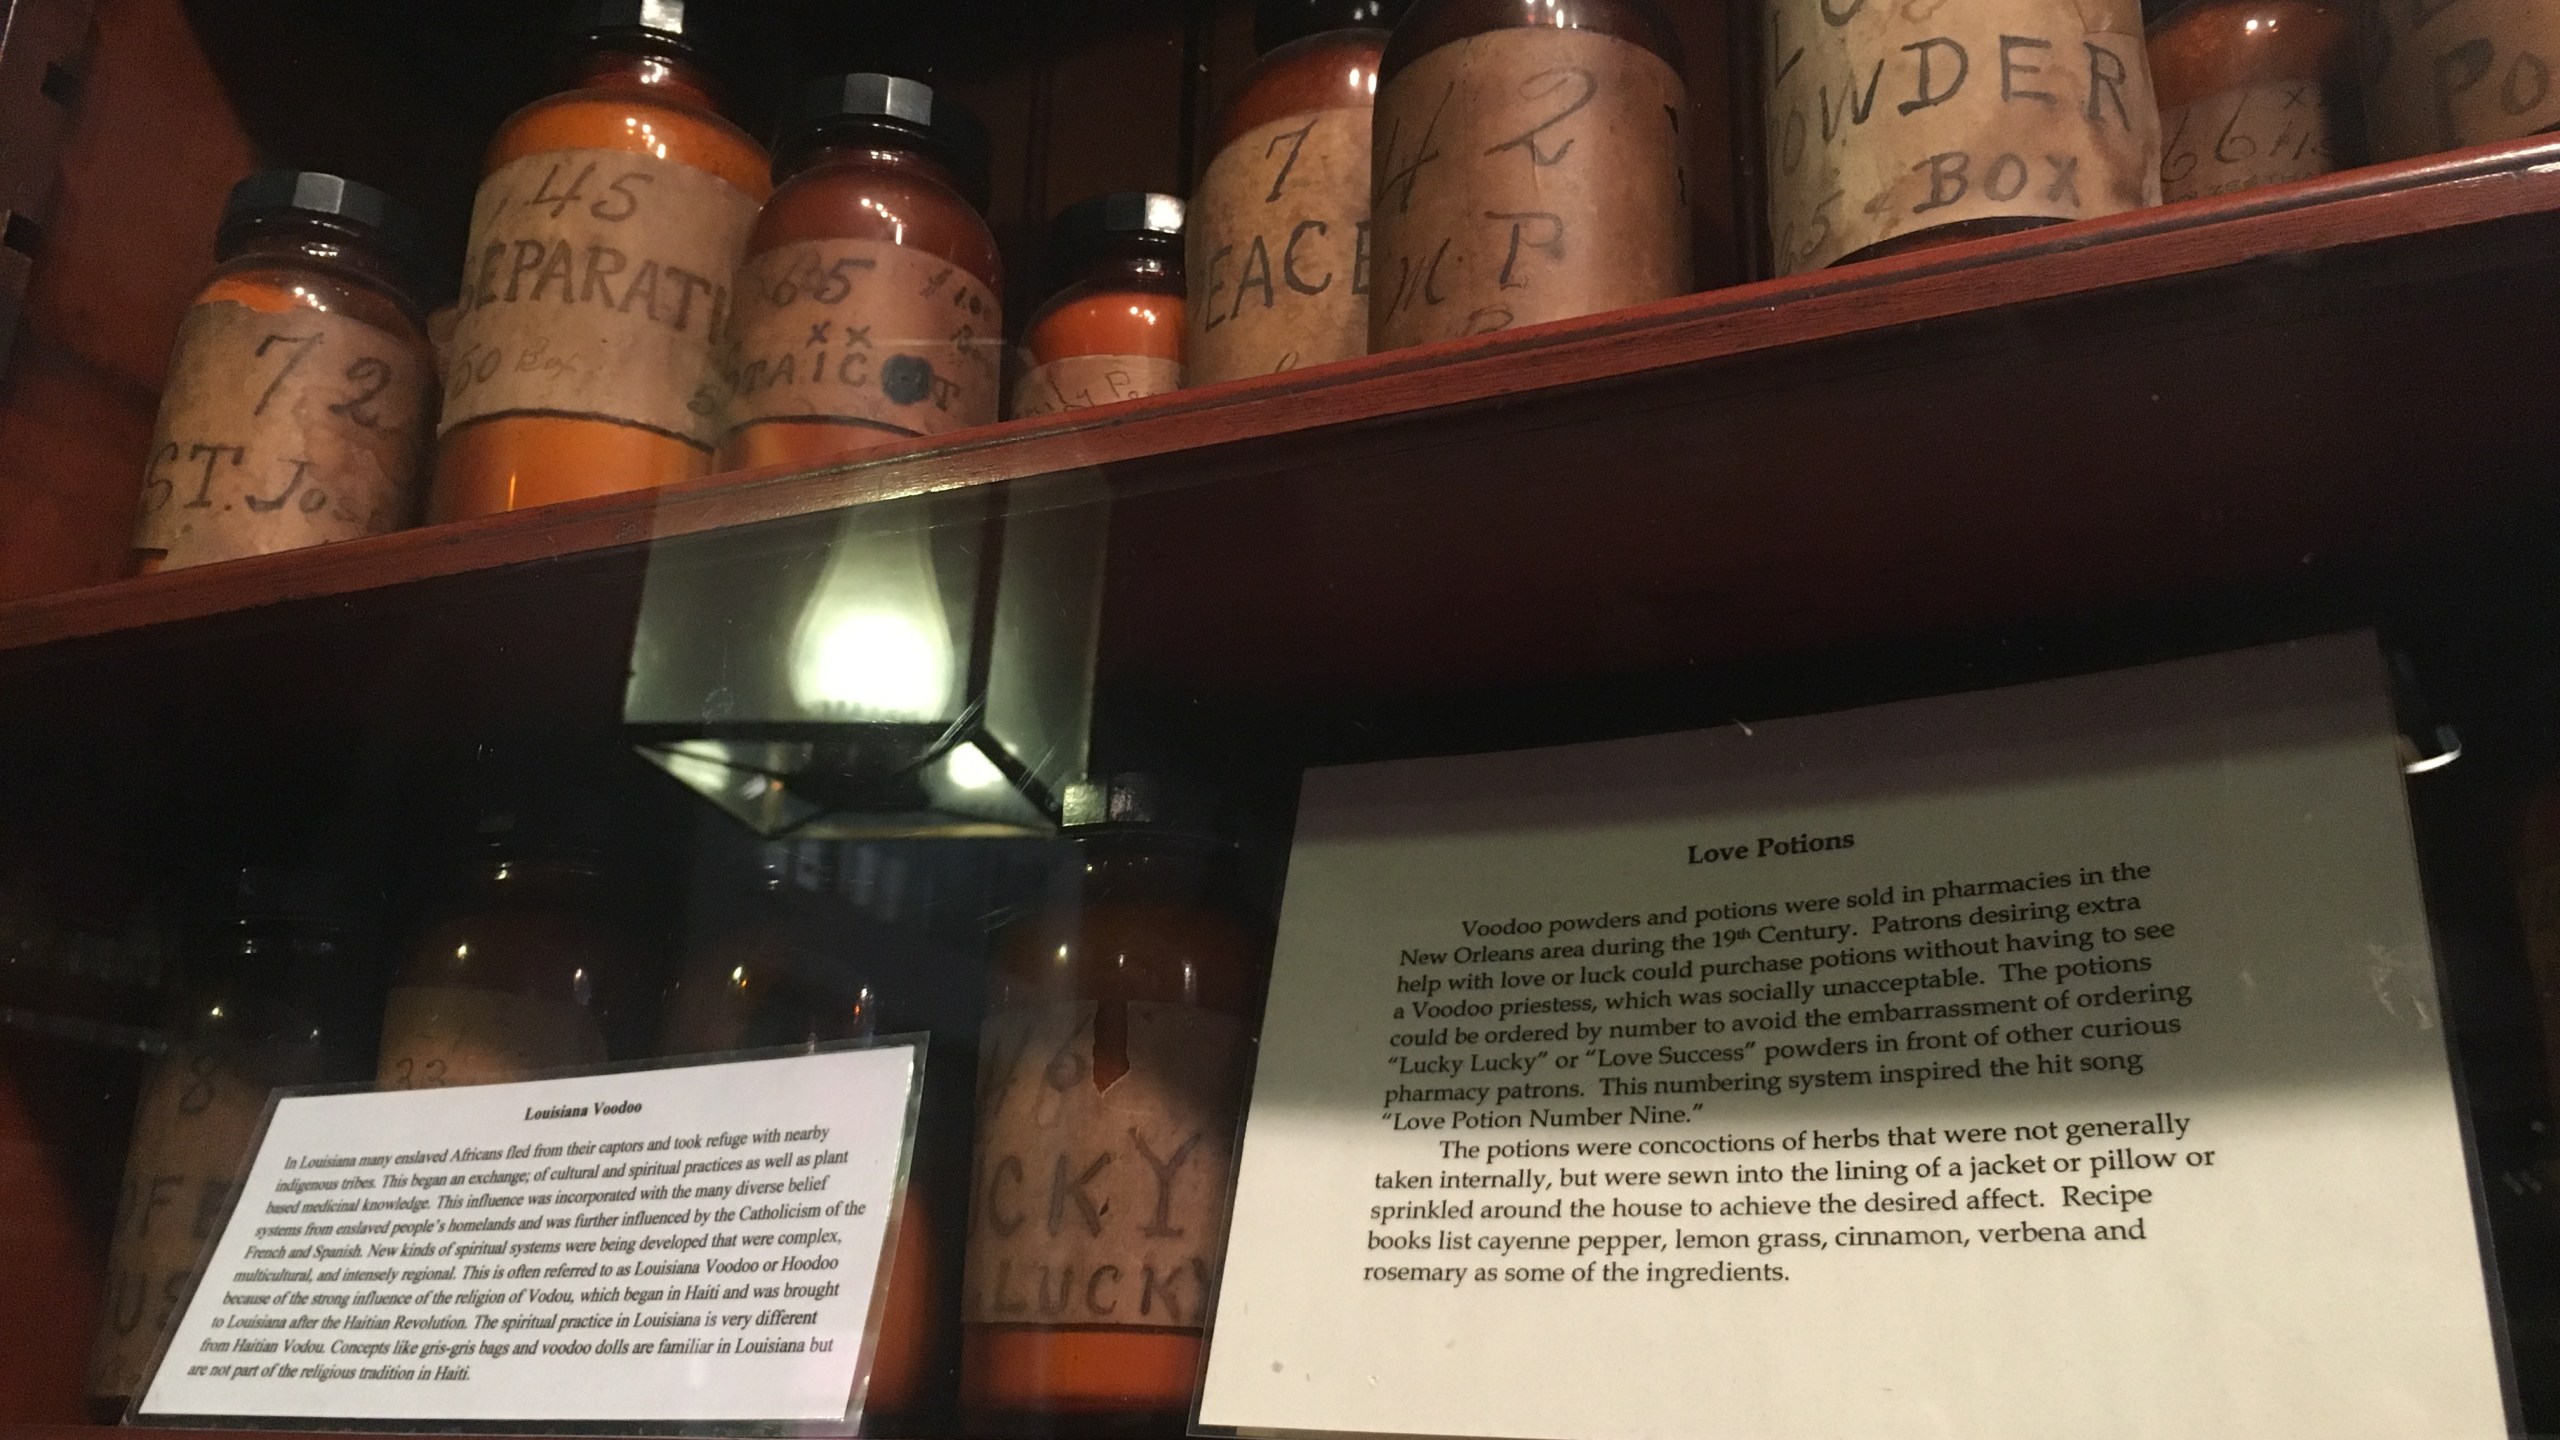 45
SEPARATI
50 Box
72
ST. Jos
65
XX
7
PEACE
42
M. P
POWDER
BOX
66
PO
8
33
6
CKY
LUCKY
Louisiana Voodoo
In Louisiana many enslaved Africans fled from their captors and took refuge with nearby
indigenous tribes. This began an exchange; of cultural and spiritual practices as well as plant
based medicinal knowledge. This influence was incorporated with the many diverse belief
systems from enslaved people's homelands and was further influenced by the Catholicism of the
French and Spanish. New kinds of spiritual systems were being developed that were complex,
multicultural, and intensely regional. This is often referred to as Louisiana Voodoo or Hoodoo
because of the strong influence of the religion of Vodou, which began in Haiti and was brought
to Louisiana after the Haitian Revolution. The spiritual practice in Louisiana is very different
from Haitian Vodou. Concepts like gris-gris bags and voodoo dolls are familiar in Louisiana but
are not part of the religious tradition in Haiti.
Love Potions
Voodoo powders and potions were sold in pharmacies in the
New Orleans area during the 19th Century. Patrons desiring extra
help with love or luck could purchase potions without having to see
a Voodoo priestess, which was socially unacceptable. The potions
could be ordered by number to avoid the embarrassment of ordering
“Lucky Lucky” or “Love Success” powders in front of other curious
pharmacy patrons. This numbering system inspired the hit song
“Love Potion Number Nine.”
The potions were concoctions of herbs that were not generally
taken internally, but were sewn into the lining of a jacket or pillow or
sprinkled around the house to achieve the desired affect. Recipe
books list cayenne pepper, lemon grass, cinnamon, verbena and
rosemary as some of the ingredients.